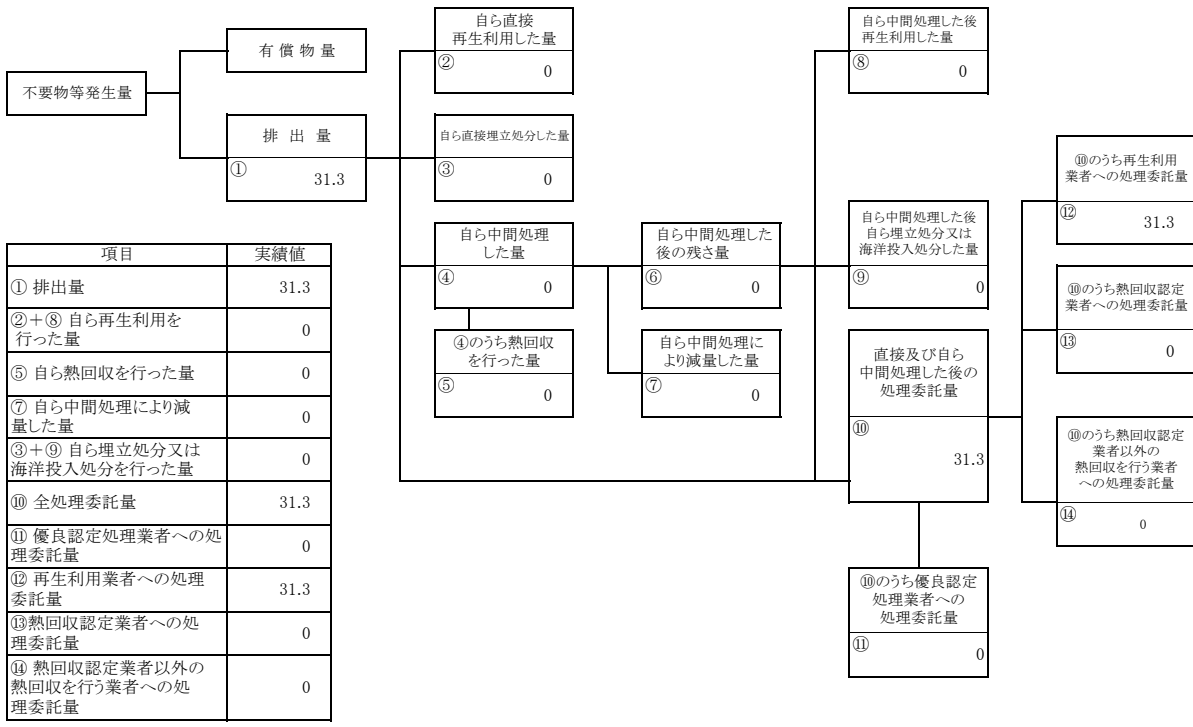 不要物等発生量
有 償 物 量
排 出 量
①
31.3
自ら直接
再生利用した量
②
0
自ら直接埋立処分した量
③
0
自ら中間処理
した量
④
0
④のうち熱回収
を行った量
⑤
0
自ら中間処理した
後の残さ量
⑥
0
自ら中間処理に
より減量した量
⑦
0
自ら中間処理した後
再生利用した量
⑧
0
自ら中間処理した後
自ら埋立処分又は
海洋投入処分した量
⑨
0
直接及び自ら
中間処理した後の
処理委託量
⑩
31.3
⑩のうち優良認定
処理業者への
処理委託量
⑪
0
⑩のうち再生利用
業者への処理委託量
⑫
31.3
⑩のうち熱回収認定
業者への処理委託量
⑬
0
⑩のうち熱回収認定
業者以外の
熱回収を行う業者
への処理委託量
⑭
0
項目 実績値
① 排出量 31.3
②+⑧ 自ら再生利用を
行った量 0
⑤ 自ら熱回収を行った量 0
⑦ 自ら中間処理により減
量した量 0
③+⑨ 自ら埋立処分又は
海洋投入処分を行った量 0
⑩ 全処理委託量 31.3
⑪ 優良認定処理業者への処
理委託量 0
⑫ 再生利用業者への処理
委託量 31.3
⑬熱回収認定業者への処
理委託量 0
⑭ 熱回収認定業者以外の
熱回収を行う業者への処
理委託量 0